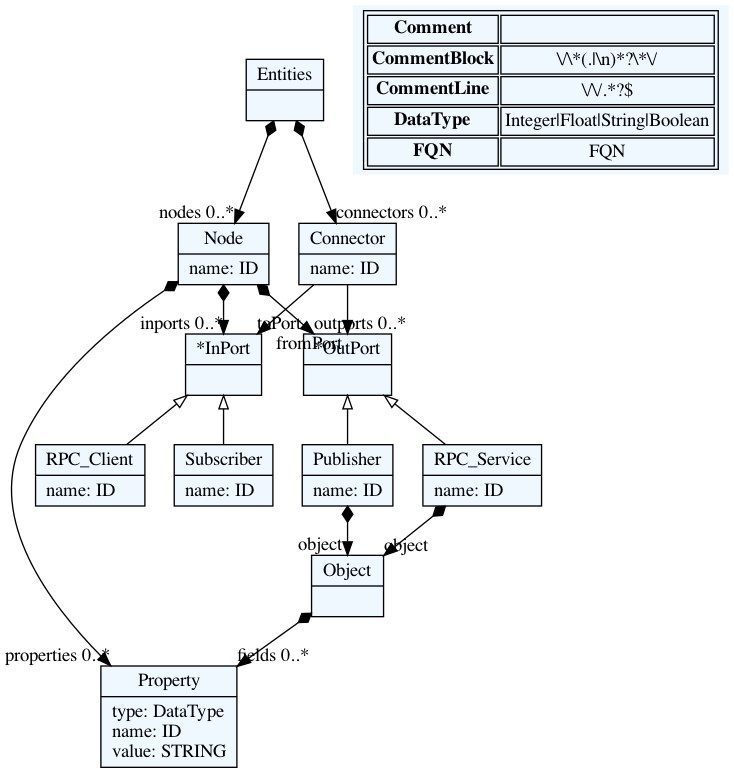 Comment
CommentBlock \/\*(.|\n)*?\*\/
CommentLine \/\/.*?$
DataType Integer|Float|String|Boolean
FQN FQN
Entities
nodes 0..* connectors 0..*
Node Connector
name: ID name: ID
inports 0..* toPort outports 0..*
fromPort
*InPort *OutPort
RPC_Client Subscriber Publisher RPC_Service
name: ID name: ID name: ID name: ID
object object
Object
properties 0..* fields 0..*
Property
type: DataType
name: ID
value: STRING